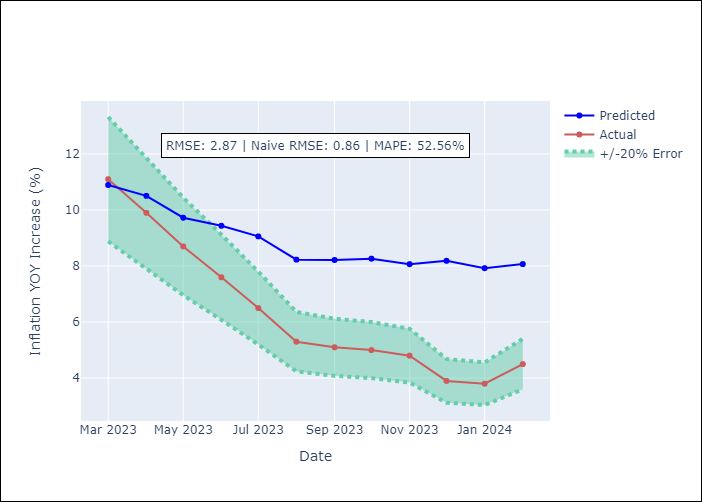 RMSE: 2.87 | Naive RMSE: 0.86 | MAPE: 52.56%
Predicted
Actual
+/-20% Error
Inflation YOY Increase (%)
12
10
8
6
4
Mar 2023
May 2023
Jul 2023
Sep 2023
Nov 2023
Jan 2024
Date